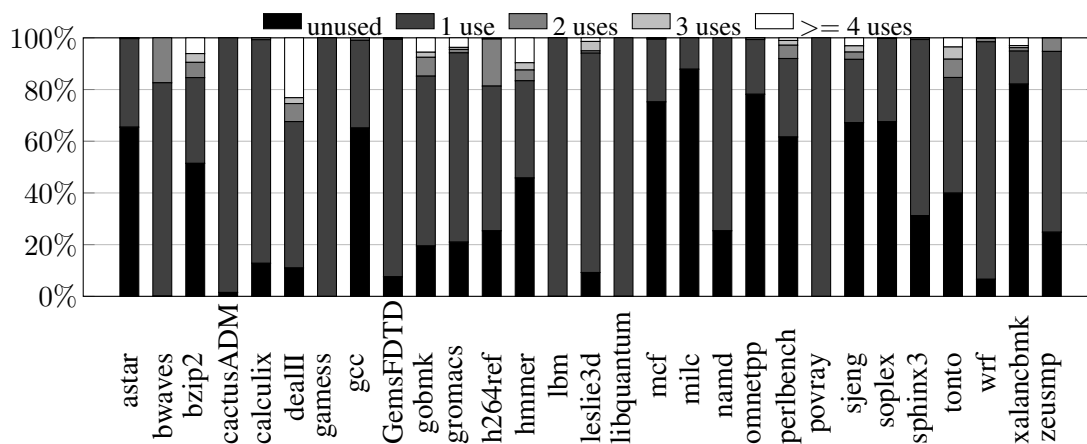 unused 1 use 2 uses 3 uses >= 4 uses
100%
80%
60%
40%
20%
0%
astar
bwaves
bzip2
cactusADM
calculix
dealII
gamess
gcc
GemsFDTD
gobmk
gromacs
h264ref
hmmer
lbm
leslie3d
libquantum
mcf
milc
namd
omnetpp
perlbench
povray
sjeng
soplex
sphinx3
tonto
wrf
xalancbmk
zeusmp